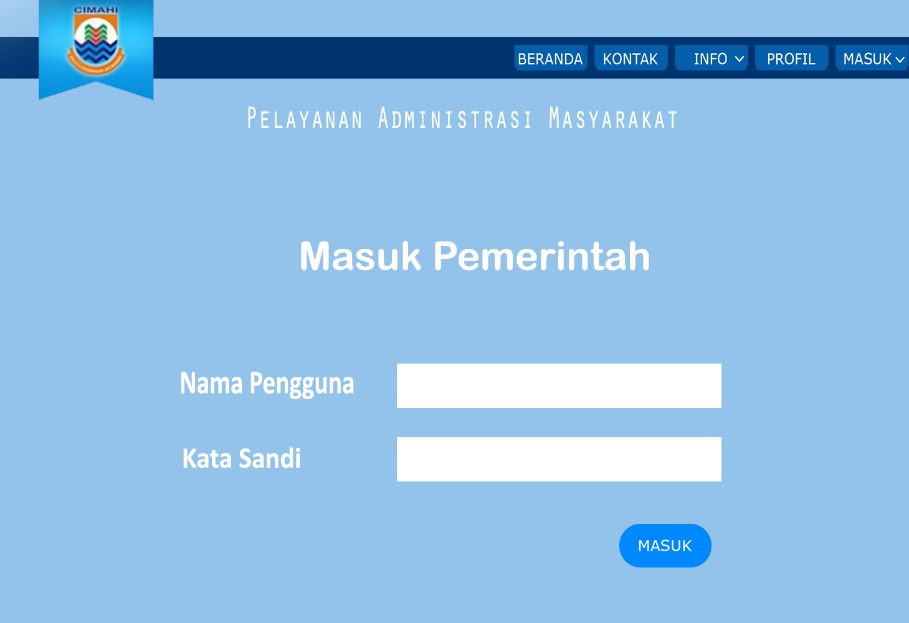 CIMAHI
BERANDA KONTAK INFO PROFIL MASUK
PELAYANAN ADMINISTRASI MASYARAKAT
Masuk Pemerintah
Nama Pengguna
Kata Sandi
MASUK